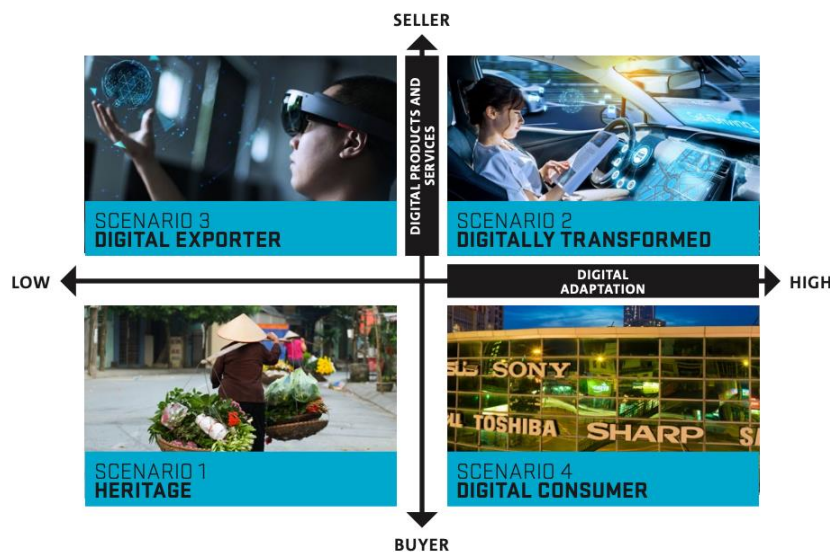 SELLER
DIGITAL PRODUCTS AND
SERVICES
SCENARIO 3
DIGITAL EXPORTER
SCENARIO 2
DIGITALLY TRANSFORMED
LOW
DIGITAL
ADAPTATION
HIGH
SONY
TOSHIBA
SHARP
SCENARIO 1
HERITAGE
SCENARIO 4
DIGITAL CONSUMER
BUYER